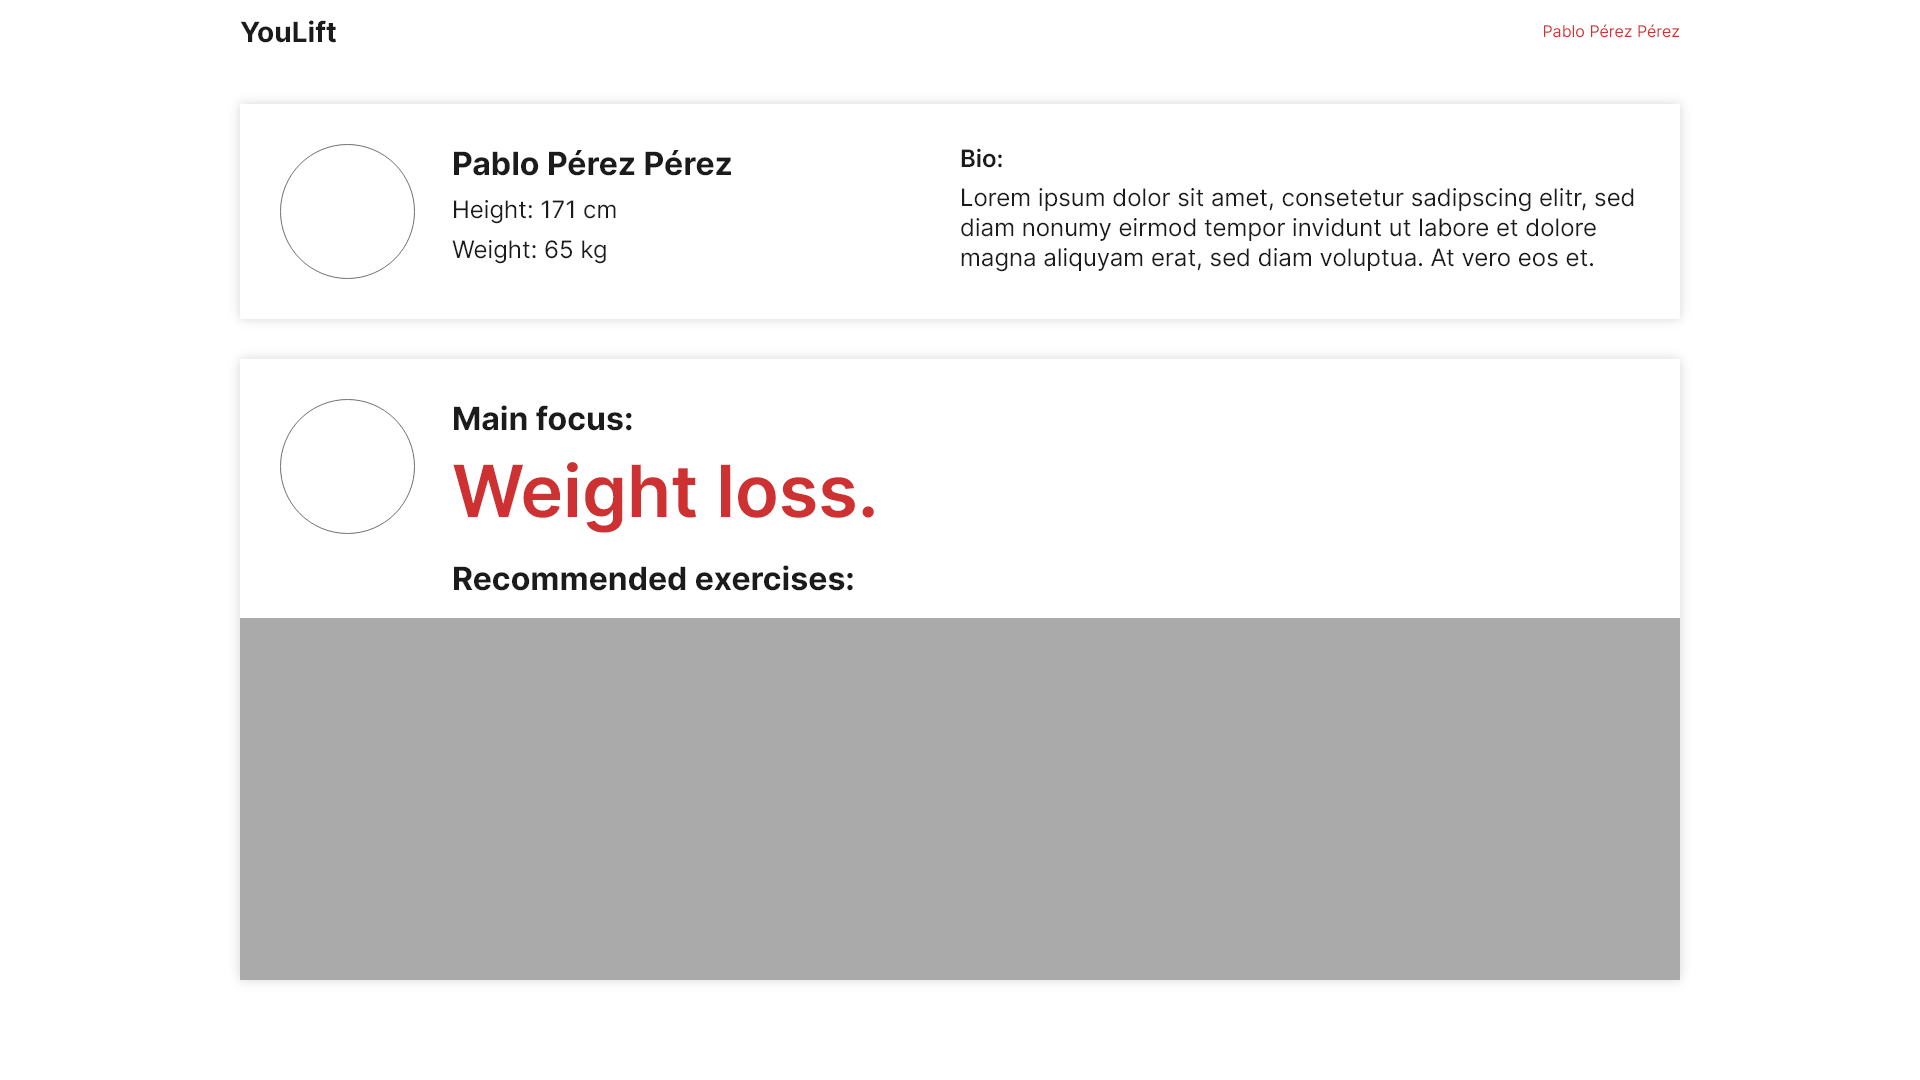 YouLift
Pablo Pérez Pérez
Pablo Pérez Pérez
Height: 171 cm
Weight: 65 kg
Bio:
Lorem ipsum dolor sit amet, consetetur sadipscing elitr, sed
diam nonumy eirmod tempor invidunt ut labore et dolore
magna aliquyam erat, sed diam voluptua. At vero eos et.
Main focus:
Weight loss.
Recommended exercises: